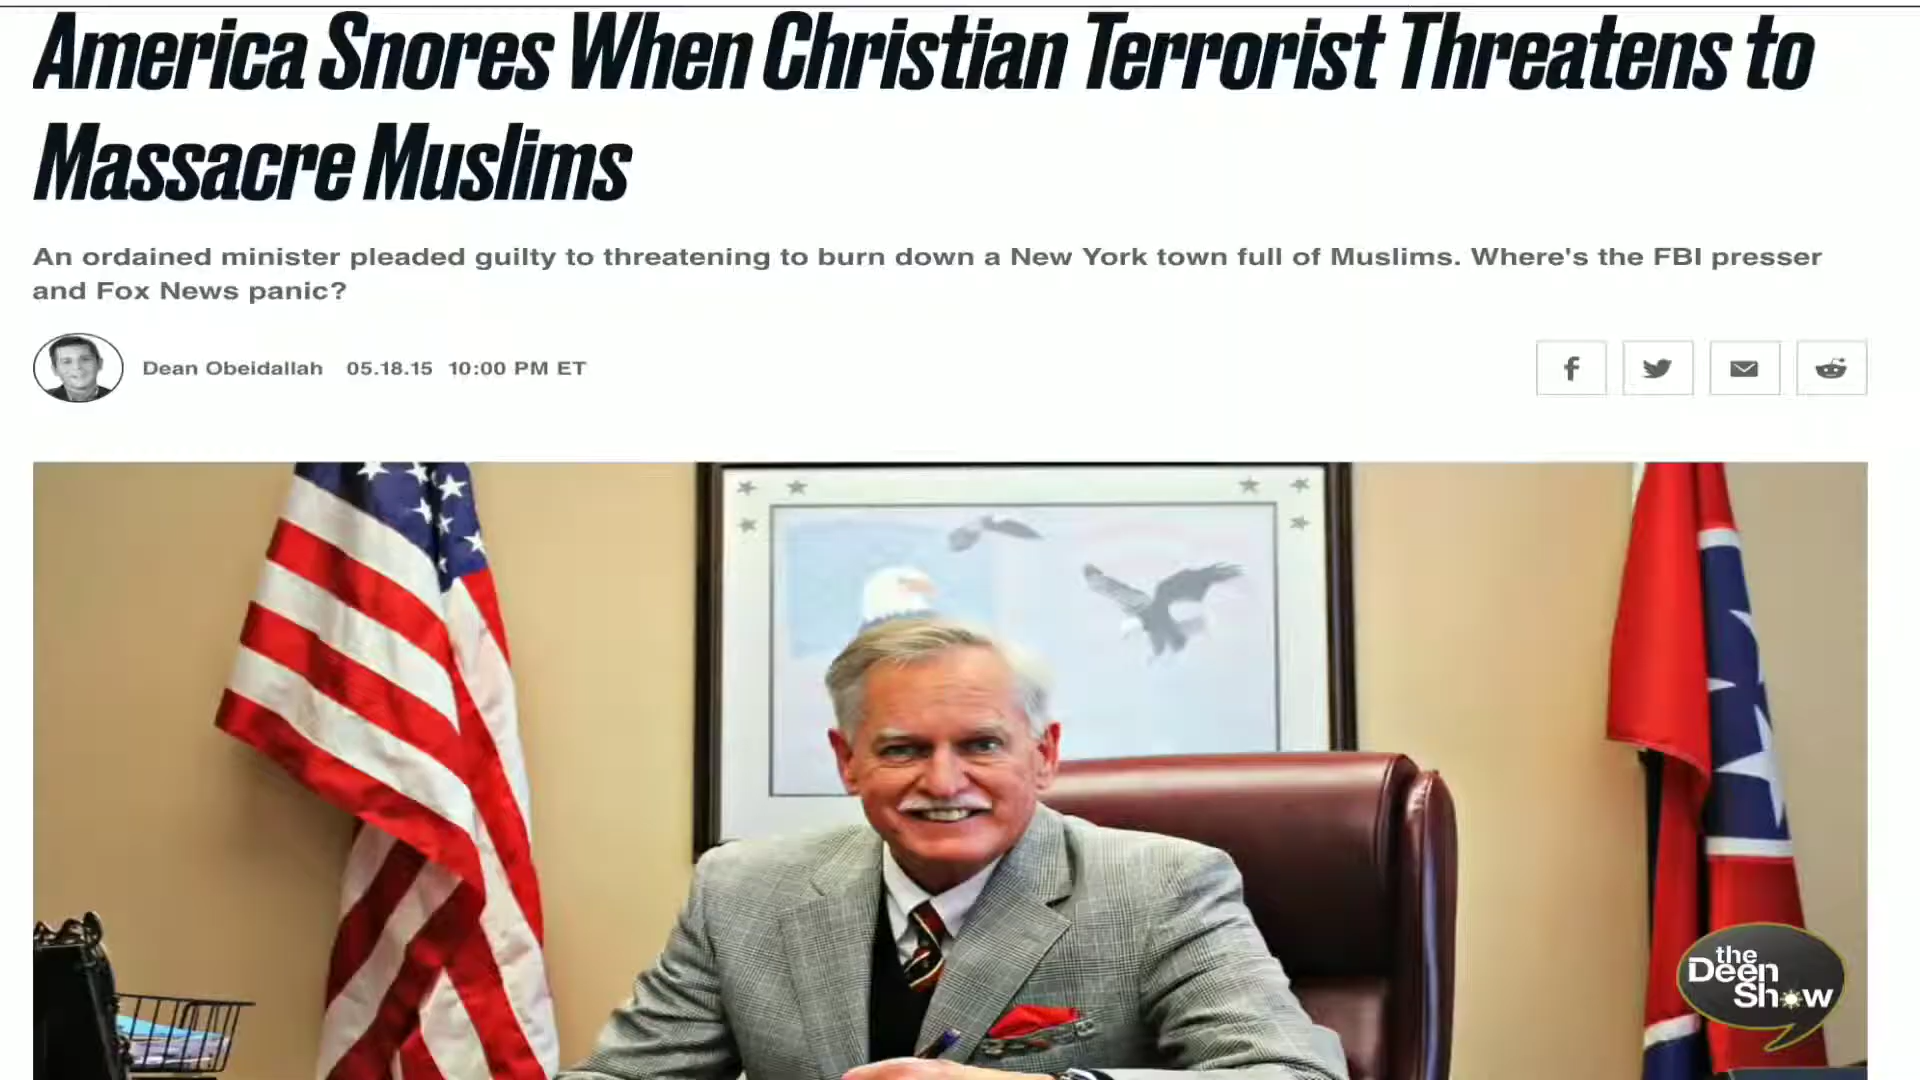 America Snores When Christian Terrorist Threatens to
Massacre Muslims
An ordained minister pleaded guilty to threatening to burn down a New York town full of Muslims. Where's the FBI presser
and Fox News panic?
Dean Obeidallah 05.18.15 10:00 PM ET
the
Deen
Show